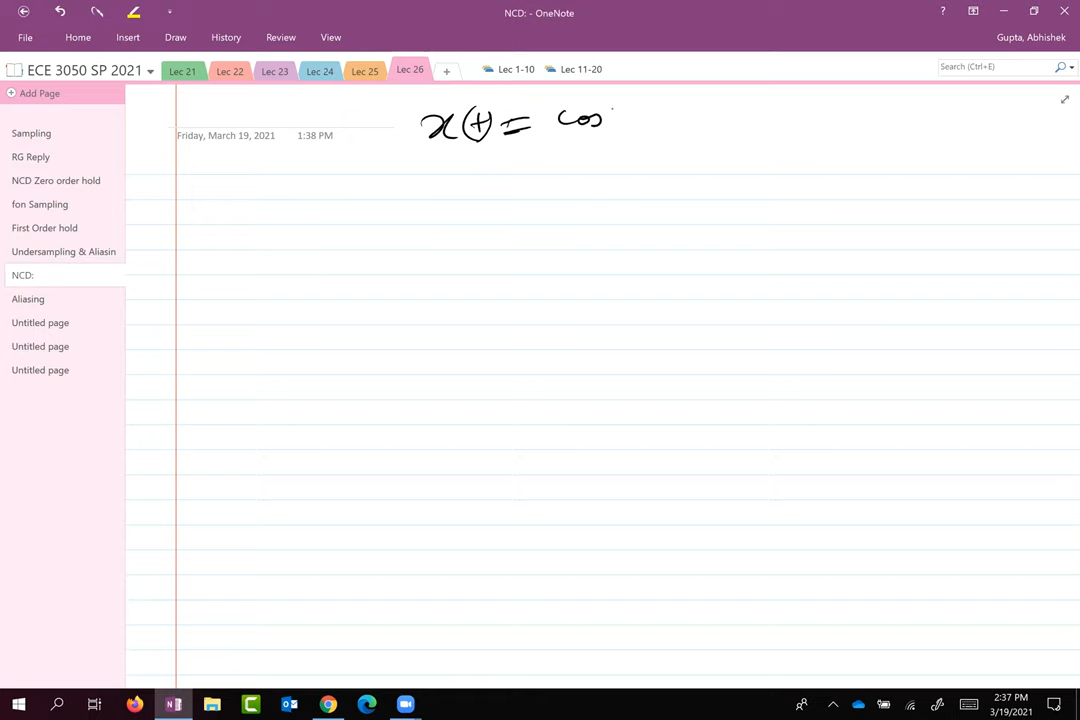 NCD: - OneNote
?
Gupta, Abhishek
File Home Insert Draw History Review View
ECE 3050 SP 2021 Lec 21 Lec 22 Lec 23 Lec 24 Lec 25 Lec 26 + Lec 1-10 Lec 11-20
Search (Ctrl+E)
Add Page
Friday, March 19, 2021 1:38 PM
x(t) = cos
Sampling
RG Reply
NCD Zero order hold
fon Sampling
First Order hold
Undersampling & Aliasin
NCD:
Aliasing
Untitled page
Untitled page
Untitled page
2:37 PM
3/19/2021